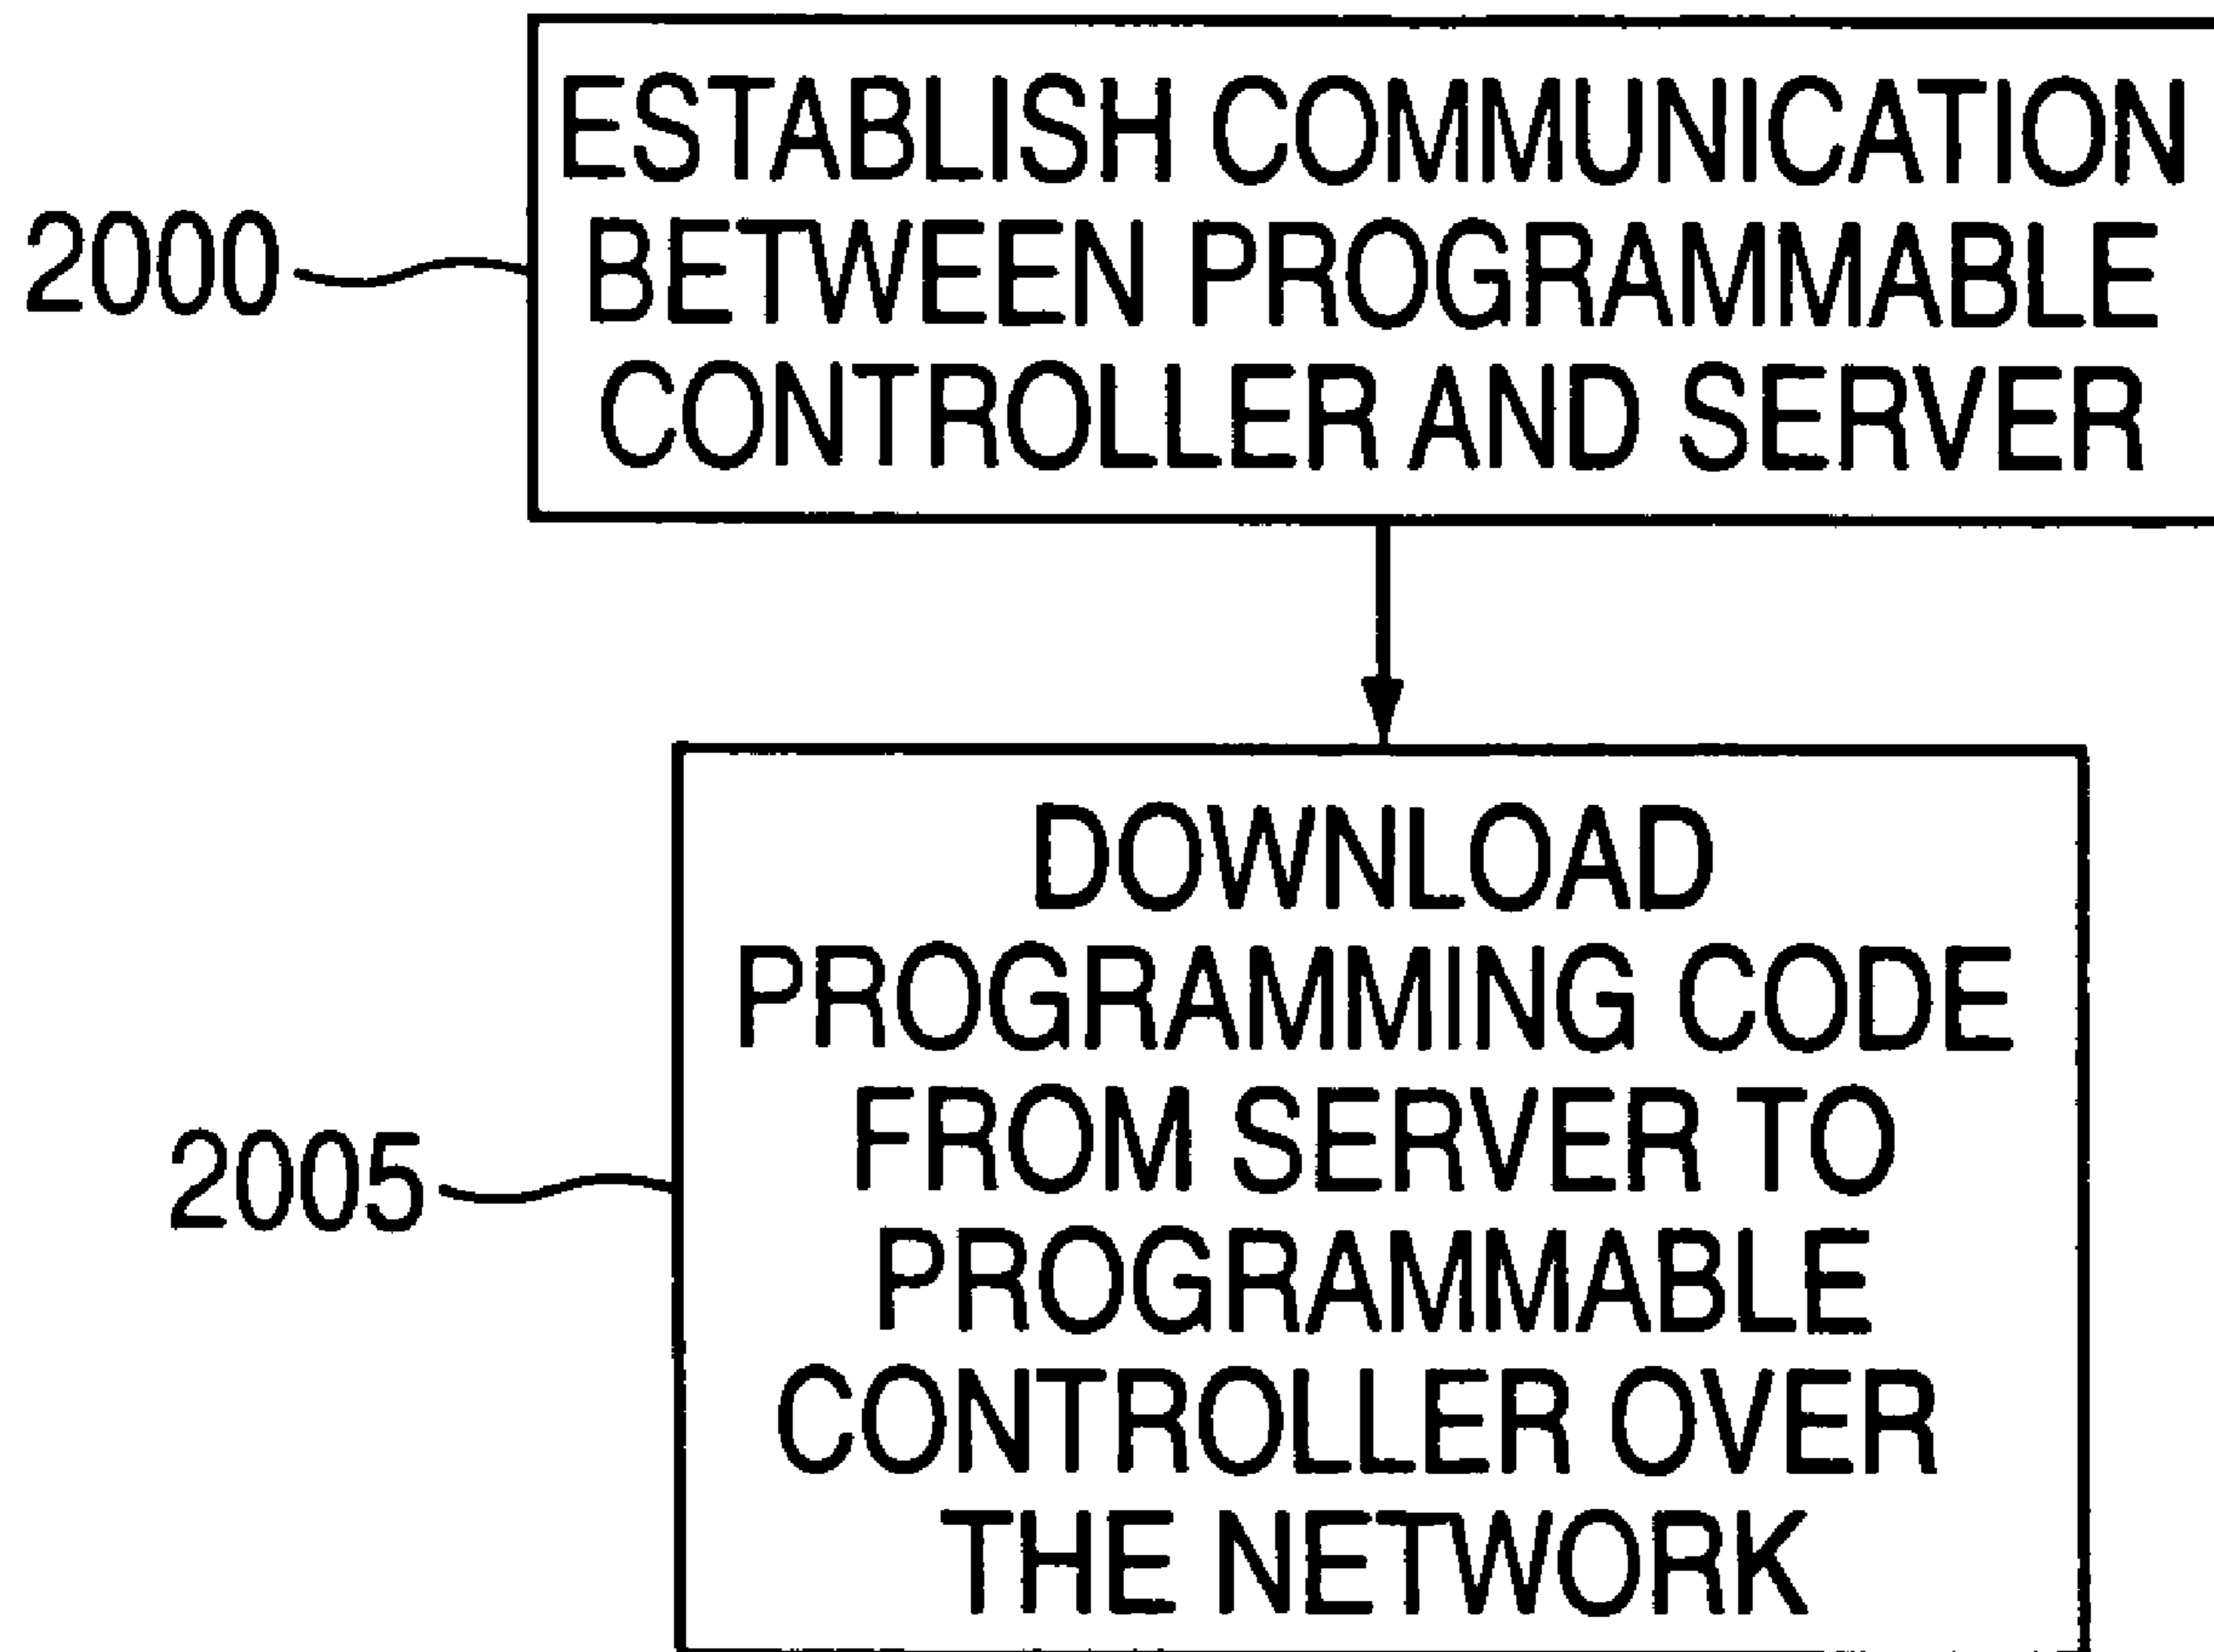 ESTABLISH COMMUNICATION
2000
BETWEEN PROGRAMMABLE
CONTROLLER AND SERVER
DOWNLOAD
PROGRAMMING CODE
FROM SERVER TO
2005
PROGRAMMABLE
CONTROLLER OVER
THE NETWORK